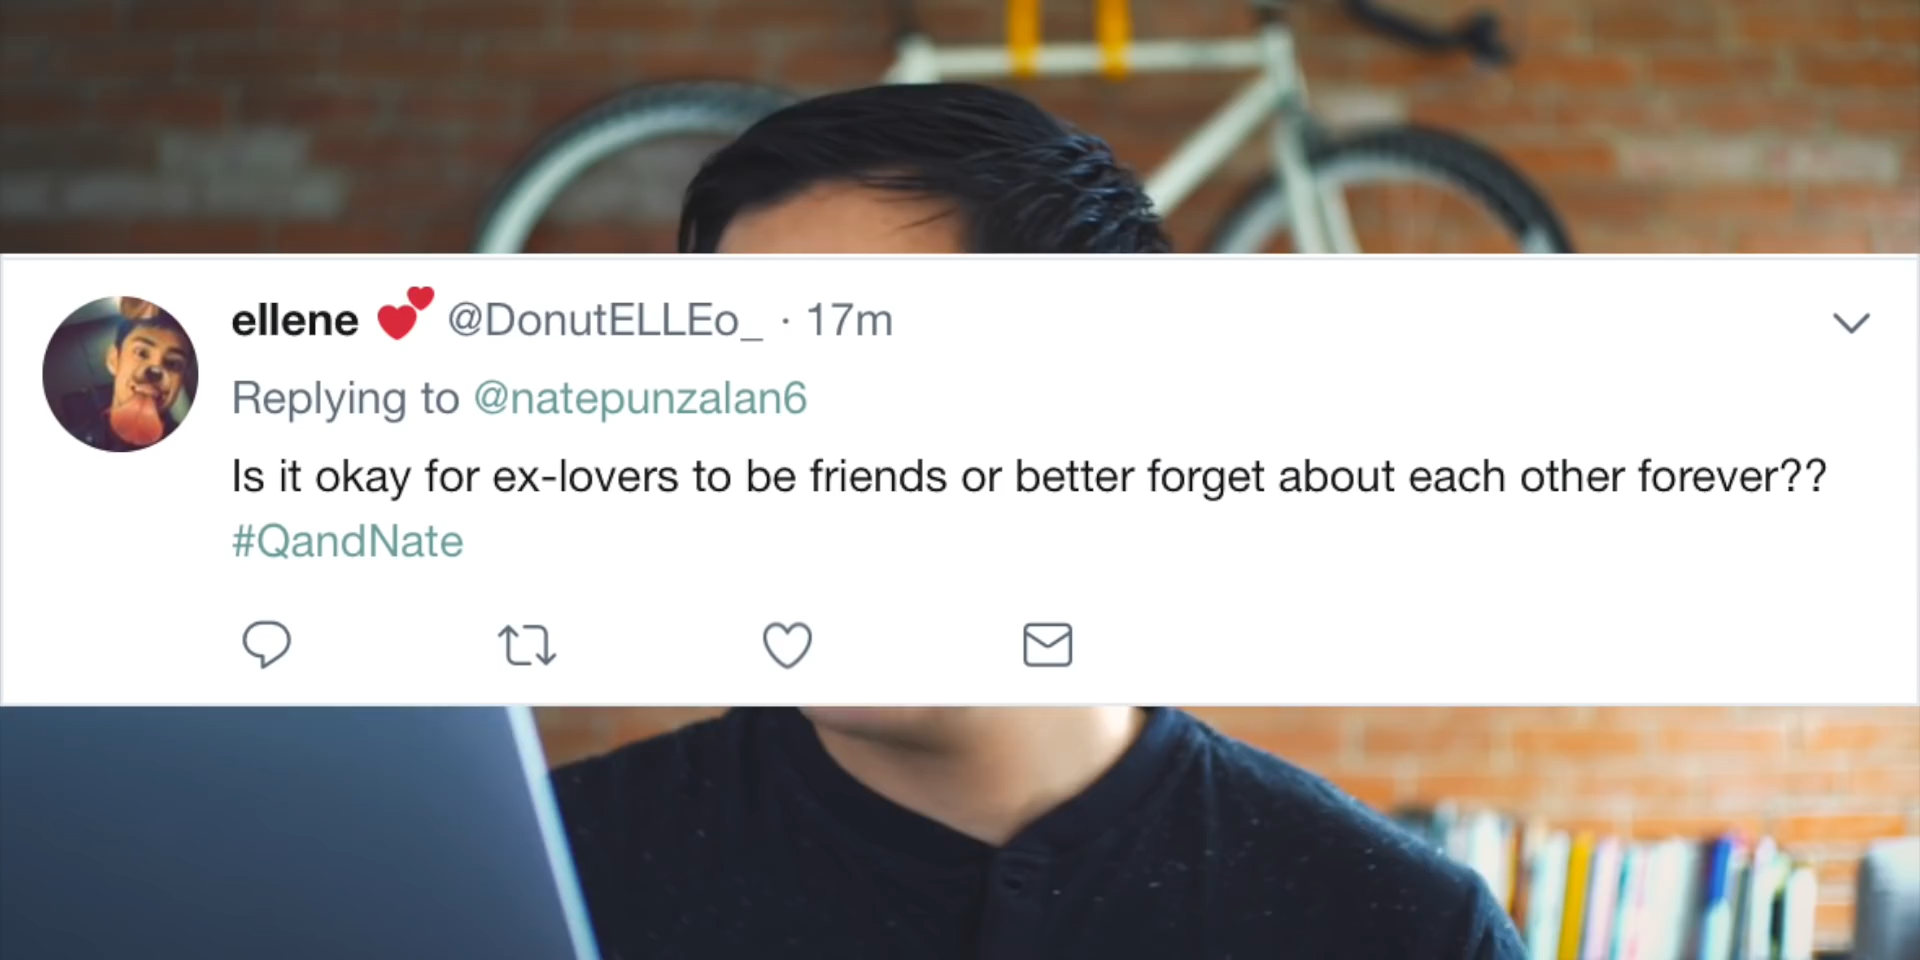 ellene 💕 @DonutELLEo_ · 17m
Replying to @natepunzalan6
Is it okay for ex-lovers to be friends or better forget about each other forever??
#QandNate